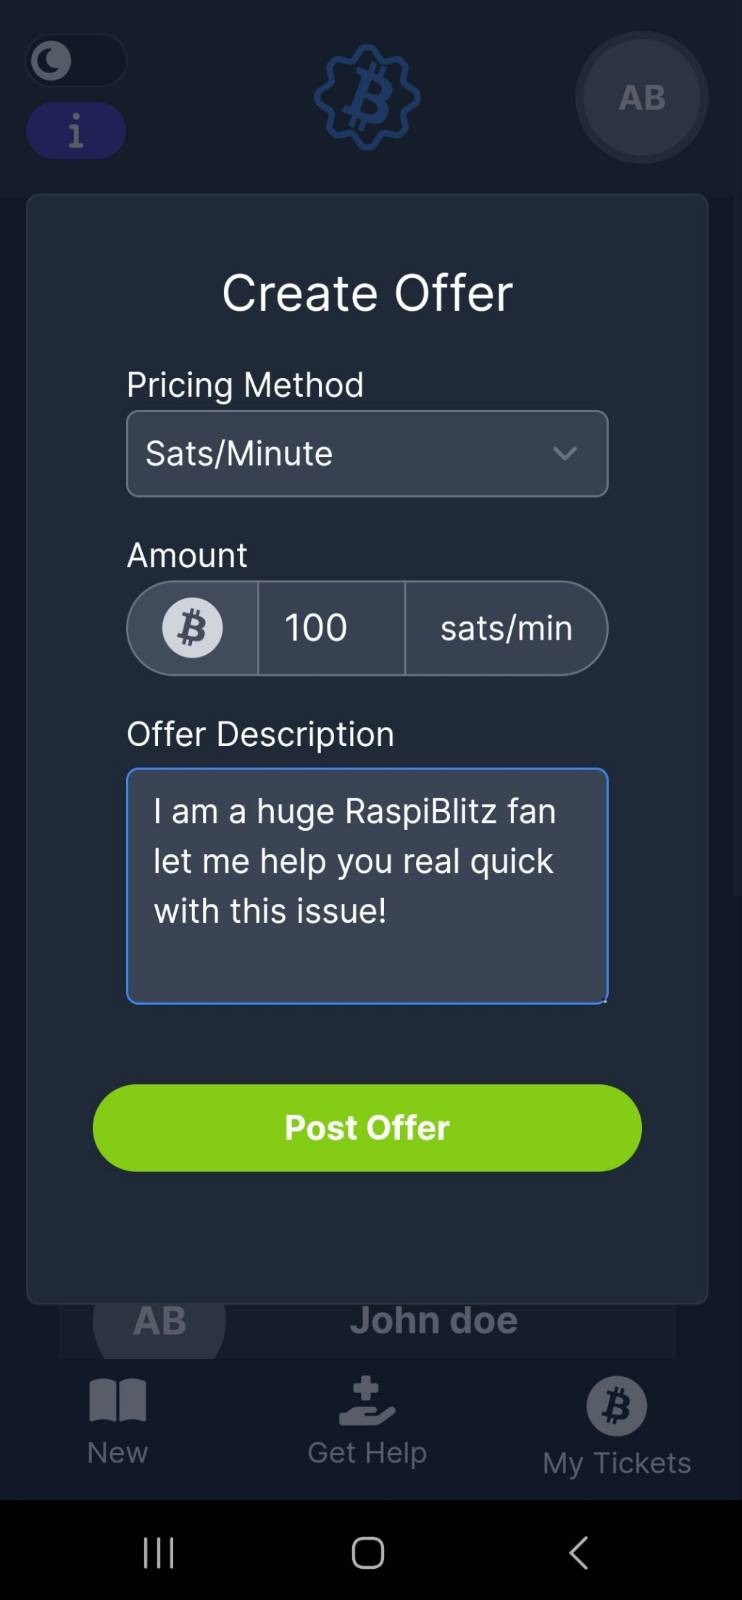 i
AB
Create Offer
Pricing Method
Sats/Minute
Amount
100
sats/min
Offer Description
I am a huge RaspiBlitz fan
let me help you real quick
with this issue!
Post Offer
AB
John doe
New
Get Help
My Tickets